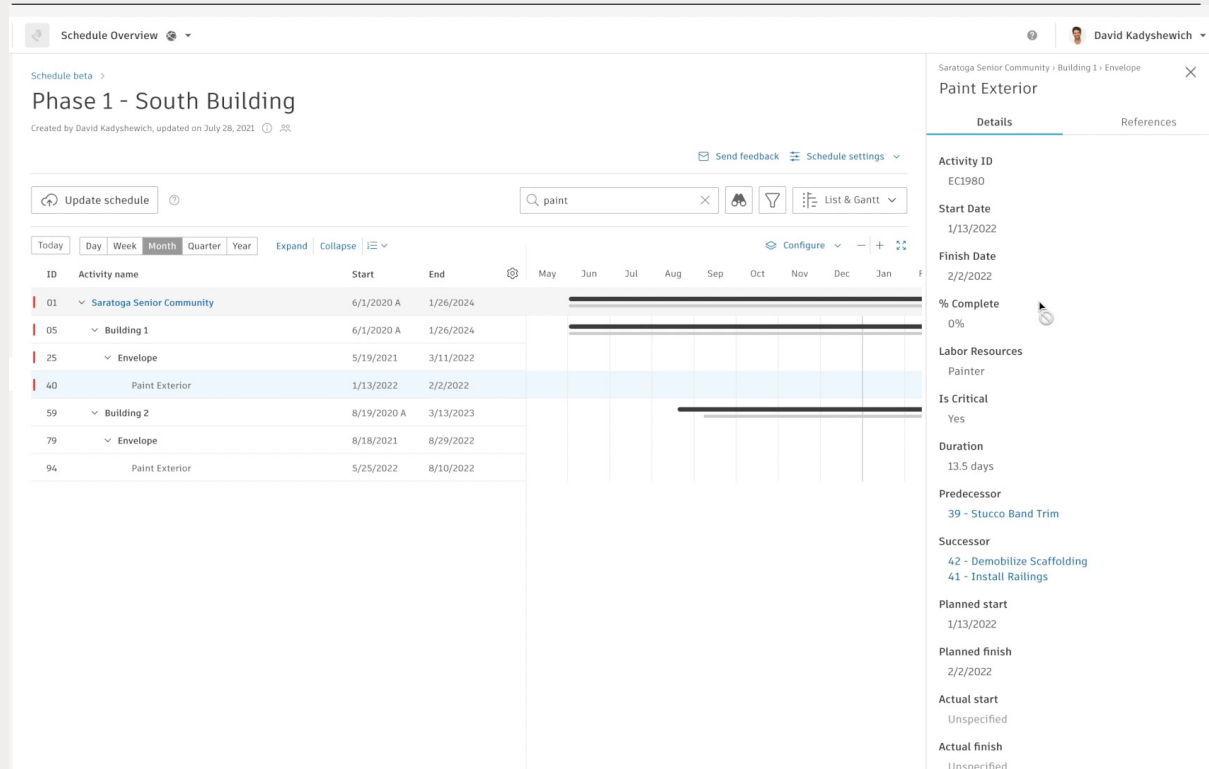 Schedule Overview
David Kadyshewich
Schedule beta >
Phase 1 - South Building
Created by David Kadyshewich, updated on July 28, 2021
Send feedback Schedule settings
Update schedule
paint
List & Gantt
Today Day Week Month Quarter Year Expand Collapse
Configure
ID Activity name Start End May Jun Jul Aug Sep Oct Nov Dec Jan F
01 Saratoga Senior Community 6/1/2020 A 1/26/2024
05 Building 1 6/1/2020 A 1/26/2024
25 Envelope 5/19/2021 3/11/2022
40 Paint Exterior 1/13/2022 2/2/2022
59 Building 2 8/19/2020 A 3/13/2023
79 Envelope 8/18/2021 8/29/2022
94 Paint Exterior 5/25/2022 8/10/2022
Saratoga Senior Community › Building 1 › Envelope
Paint Exterior
Details References
Activity ID
EC1980
Start Date
1/13/2022
Finish Date
2/2/2022
% Complete
0%
Labor Resources
Painter
Is Critical
Yes
Duration
13.5 days
Predecessor
39 - Stucco Band Trim
Successor
42 - Demobilize Scaffolding
41 - Install Railings
Planned start
1/13/2022
Planned finish
2/2/2022
Actual start
Unspecified
Actual finish
Unspecified